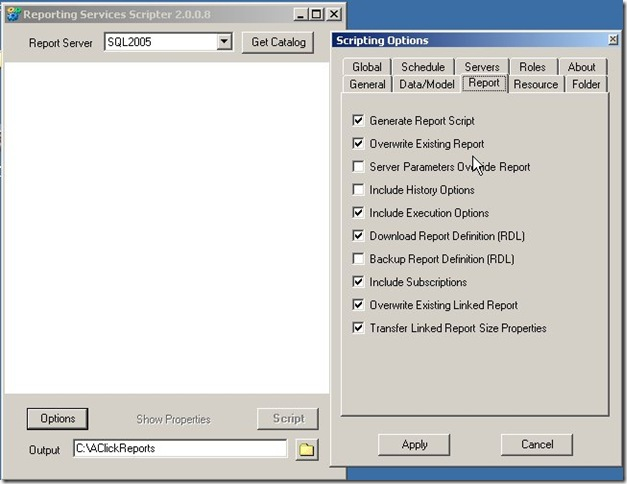 Reporting Services Scripter 2.0.0.8
Report Server SQL2005 Get Catalog
Options Show Properties Script
Output C:\AClickReports
Scripting Options
Global Schedule Servers Roles About
General Data/Model Report Resource Folder
Generate Report Script
Overwrite Existing Report
Server Parameters Override Report
Include History Options
Include Execution Options
Download Report Definition (RDL)
Backup Report Definition (RDL)
Include Subscriptions
Overwrite Existing Linked Report
Transfer Linked Report Size Properties
Apply Cancel